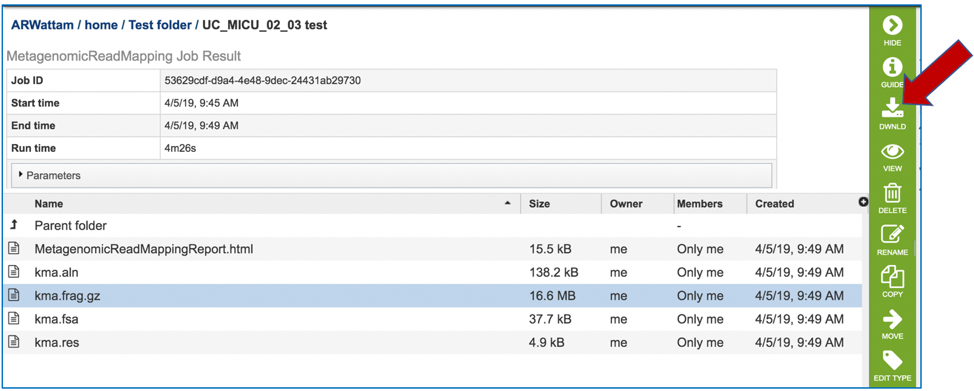 ARWattam / home / Test folder / UC_MICU_02_03 test
MetagenomicReadMapping Job Result
Job ID 53629cdf-d9a4-4e48-9dec-24431ab29730
Start time 4/5/19, 9:45 AM
End time 4/5/19, 9:49 AM
Run time 4m26s
Parameters
Name Size Owner Members Created
Parent folder -
MetagenomicReadMappingReport.html 15.5 kB me Only me 4/5/19, 9:49 AM
kma.aln 138.2 kB me Only me 4/5/19, 9:49 AM
kma.frag.gz 16.6 MB me Only me 4/5/19, 9:49 AM
kma.fsa 37.7 kB me Only me 4/5/19, 9:49 AM
kma.res 4.9 kB me Only me 4/5/19, 9:49 AM
HIDE
GUIDE
DWNLD
VIEW
DELETE
RENAME
COPY
MOVE
EDIT TYPE